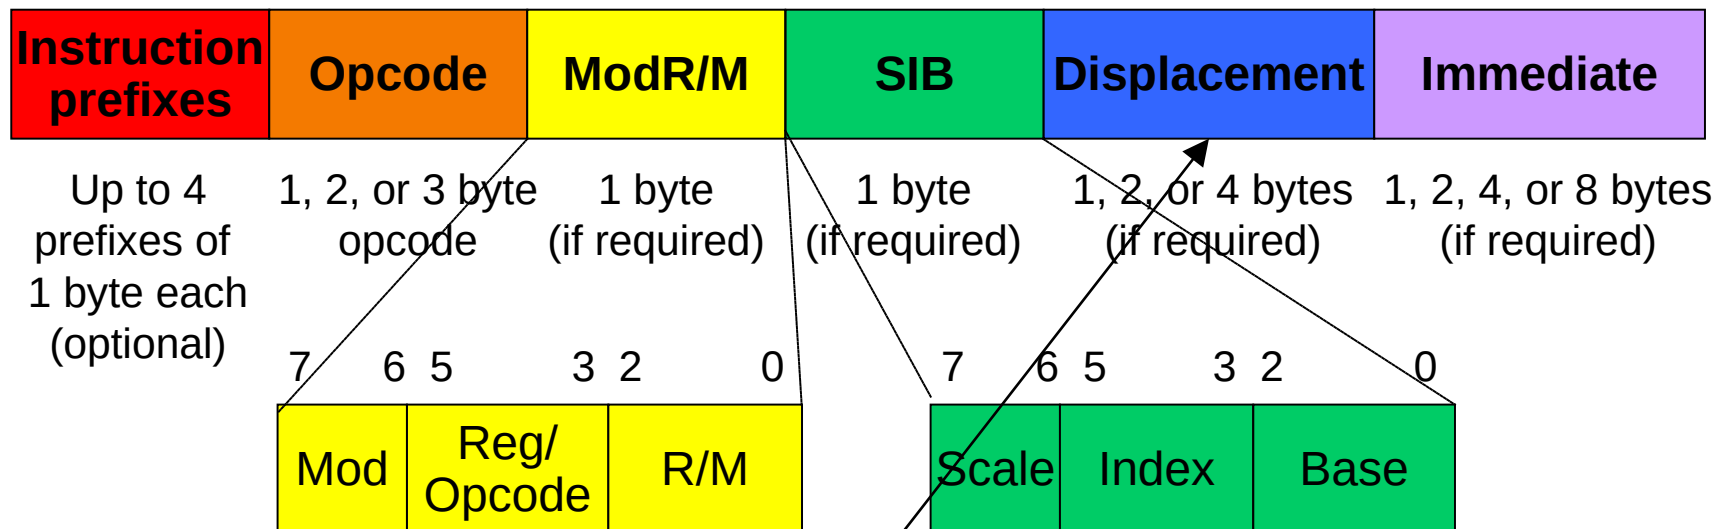 Instruction
prefixes
Opcode
ModR/M
SIB
Displacement
Immediate
Up to 4
prefixes of
1 byte each
(optional)
1, 2, or 3 byte
opcode
1 byte
(if required)
1 byte
(if required)
1, 2, or 4 bytes
(if required)
1, 2, 4, or 8 bytes
(if required)
7 6 5 3 2 0
Mod
Reg/
Opcode
R/M
7 6 5 3 2 0
Scale
Index
Base